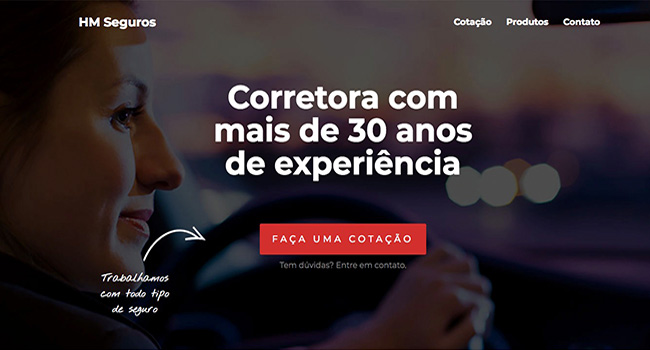 HM Seguros
Cotação Produtos Contato
Corretora com
mais de 30 anos
de experiência
FAÇA UMA COTAÇÃO
Tem dúvidas? Entre em contato.
Trabalhamos
com todo tipo
de seguro